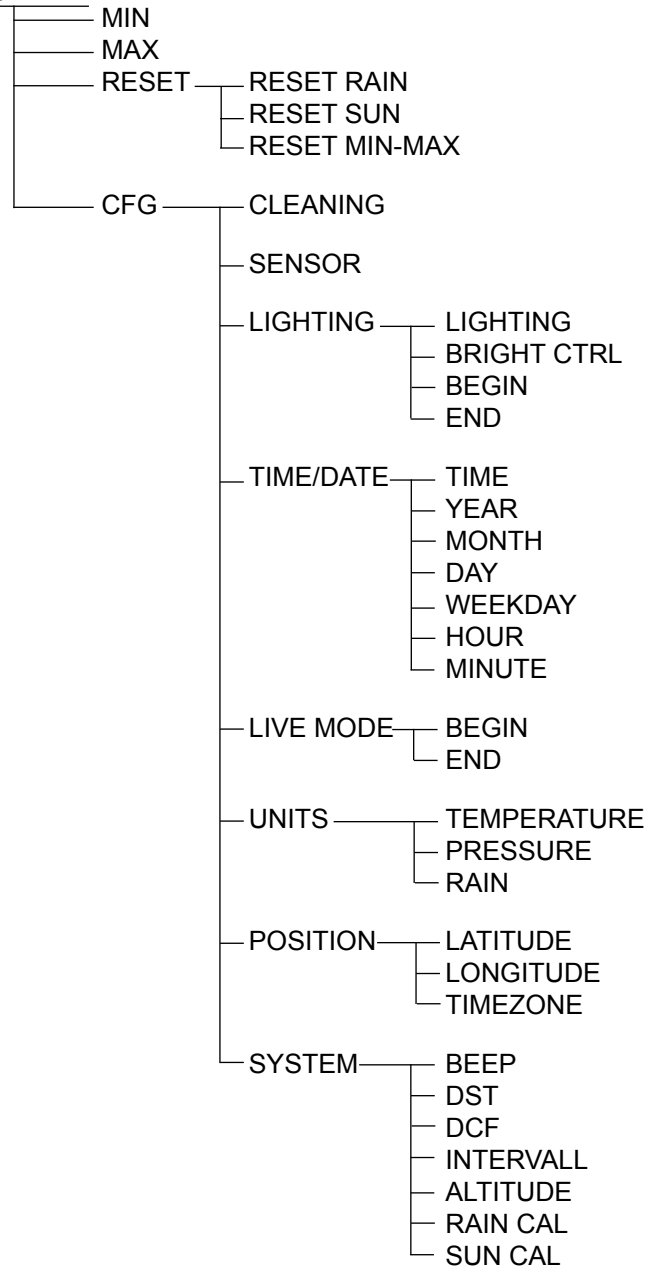 MIN
MAX
RESET RESET RAIN
RESET SUN
RESET MIN-MAX
CFG CLEANING
SENSOR
LIGHTING LIGHTING
BRIGHT CTRL
BEGIN
END
TIME/DATE TIME
YEAR
MONTH
DAY
WEEKDAY
HOUR
MINUTE
LIVE MODE BEGIN
END
UNITS TEMPERATURE
PRESSURE
RAIN
POSITION LATITUDE
LONGITUDE
TIMEZONE
SYSTEM BEEP
DST
DCF
INTERVALL
ALTITUDE
RAIN CAL
SUN CAL